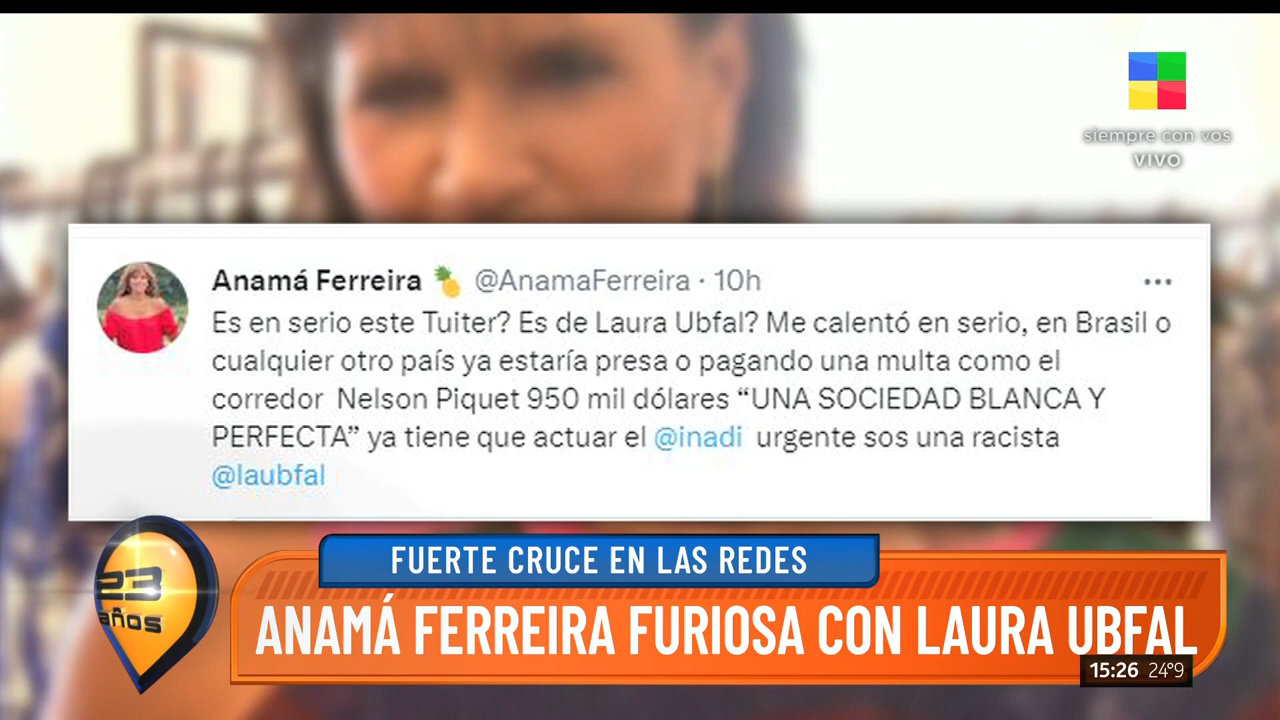 siempre con vos
VIVO
Anamá Ferreira 🍍 @AnamaFerreira · 10h
Es en serio este Tuiter? Es de Laura Ubfal? Me calentó en serio, en Brasil o
cualquier otro país ya estaría presa o pagando una multa como el
corredor Nelson Piquet 950 mil dólares “UNA SOCIEDAD BLANCA Y
PERFECTA” ya tiene que actuar el @inadi urgente sos una racista
@laubfal
FUERTE CRUCE EN LAS REDES
23
años
ANAMÁ FERREIRA FURIOSA CON LAURA UBFAL
15:26 24°9